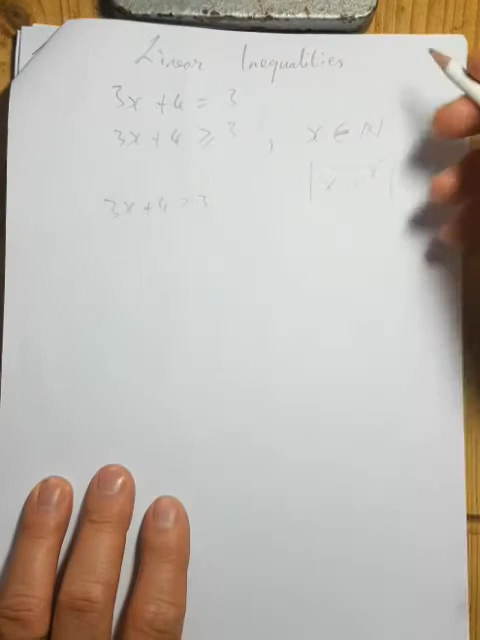 Linear Inequalities
3x + 4 = 3
3x + 4 ≥ 3 , x ∈ N
3x + 4 ≥ 3